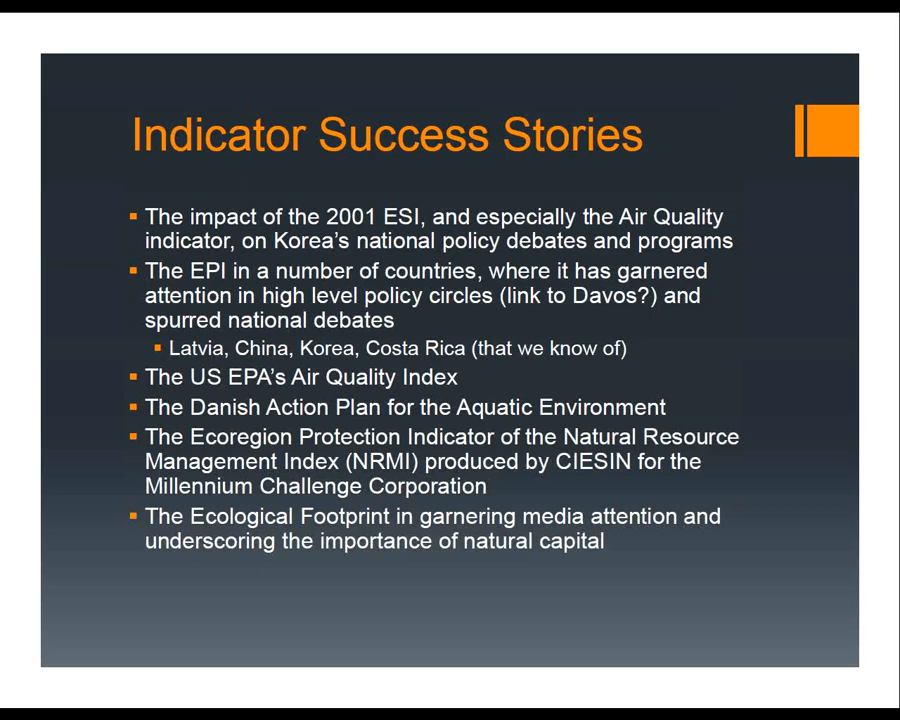 Indicator Success Stories
The impact of the 2001 ESI, and especially the Air Quality
indicator, on Korea's national policy debates and programs
The EPI in a number of countries, where it has garnered
attention in high level policy circles (link to Davos?) and
spurred national debates
Latvia, China, Korea, Costa Rica (that we know of)
The US EPA's Air Quality Index
The Danish Action Plan for the Aquatic Environment
The Ecoregion Protection Indicator of the Natural Resource
Management Index (NRMI) produced by CIESIN for the
Millennium Challenge Corporation
The Ecological Footprint in garnering media attention and
underscoring the importance of natural capital